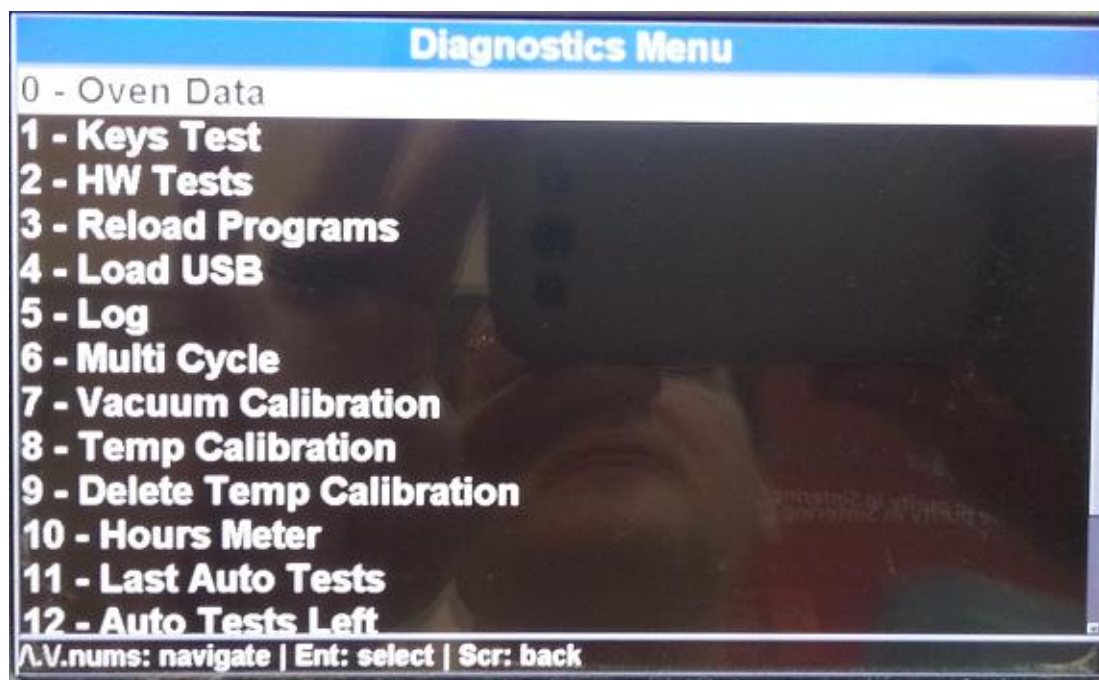 Diagnostics Menu
0 - Oven Data
1 - Keys Test
2 - HW Tests
3 - Reload Programs
4 - Load USB
5 - Log
6 - Multi Cycle
7 - Vacuum Calibration
8 - Temp Calibration
9 - Delete Temp Calibration
10 - Hours Meter
11 - Last Auto Tests
12 - Auto Tests Left
/\.V.nums: navigate | Ent: select | Scr: back